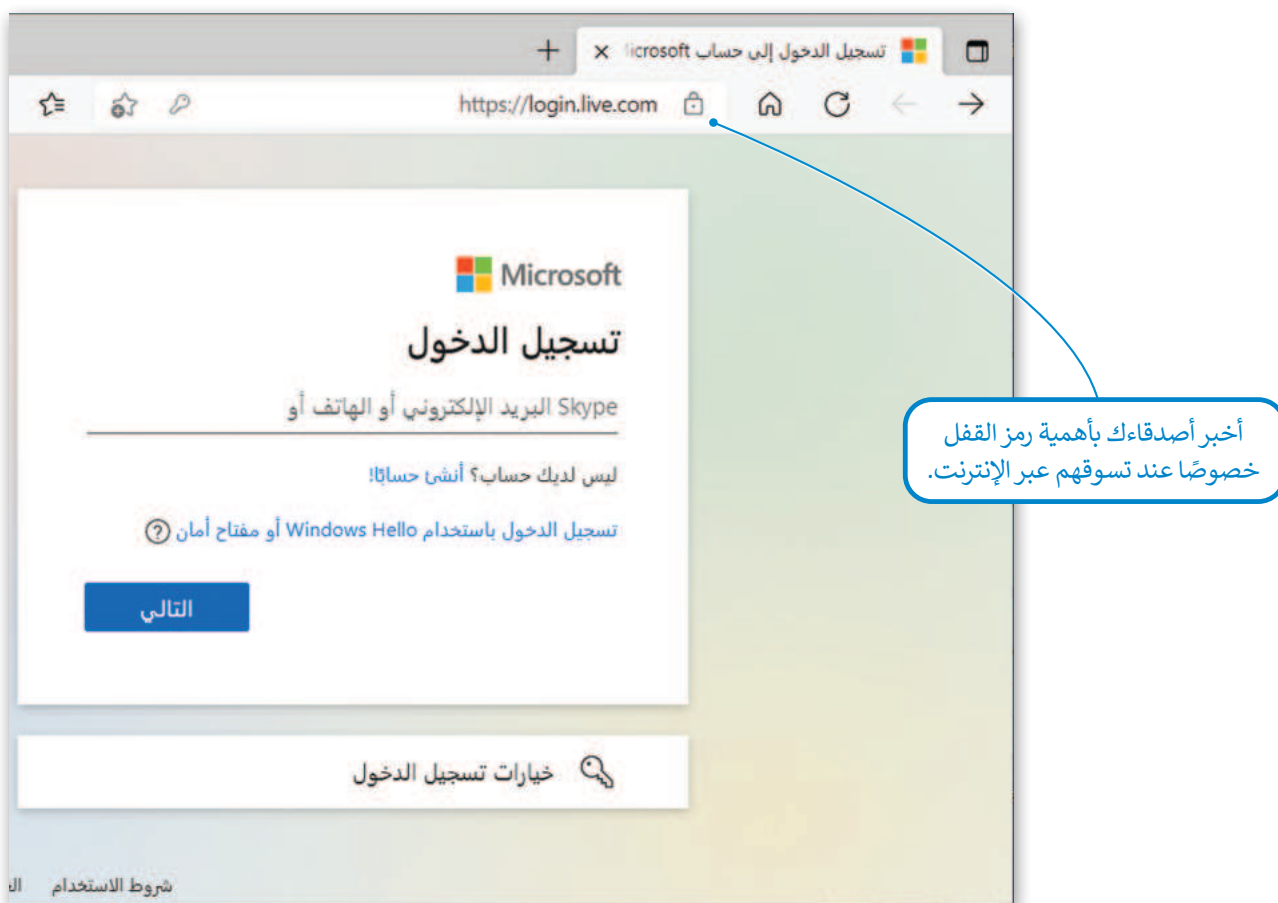 تسجيل الدخول إلى حساب Microsoft
https://login.live.com
Microsoft
تسجيل الدخول
Skype البريد الإلكتروني أو الهاتف أو
ليس لديك حساب؟ أنشئ حسابًا!
تسجيل الدخول باستخدام Windows Hello أو مفتاح أمان
التالي
خيارات تسجيل الدخول
شروط الاستخدام
أخبر أصدقاءك بأهمية رمز القفل
خصوصًا عند تسوقهم عبر الإنترنت.